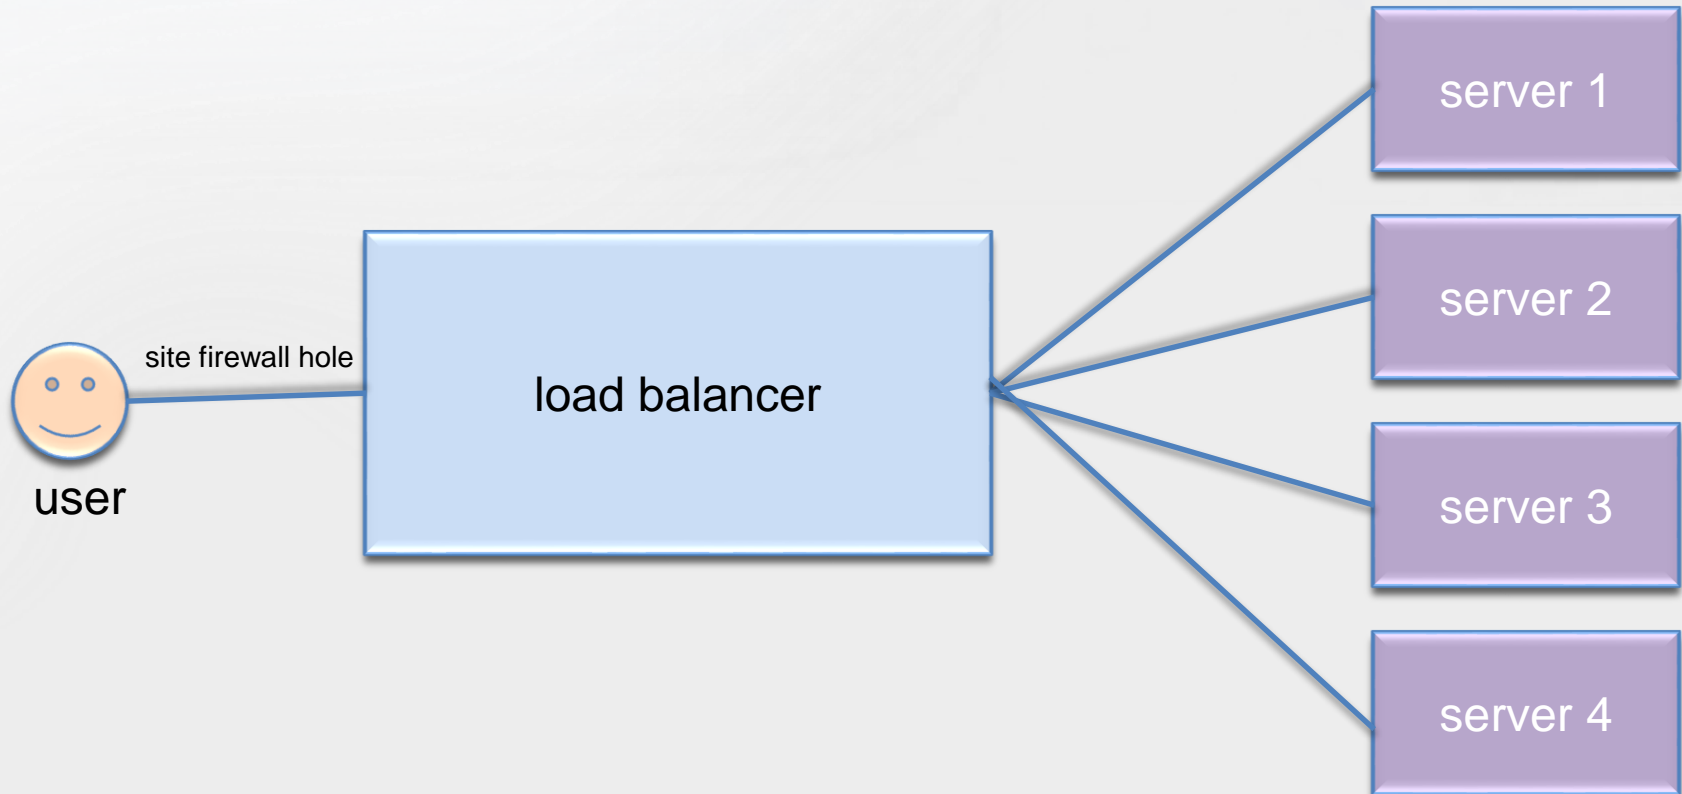 server 1
server 2
site firewall hole
load balancer
user
server 3
server 4